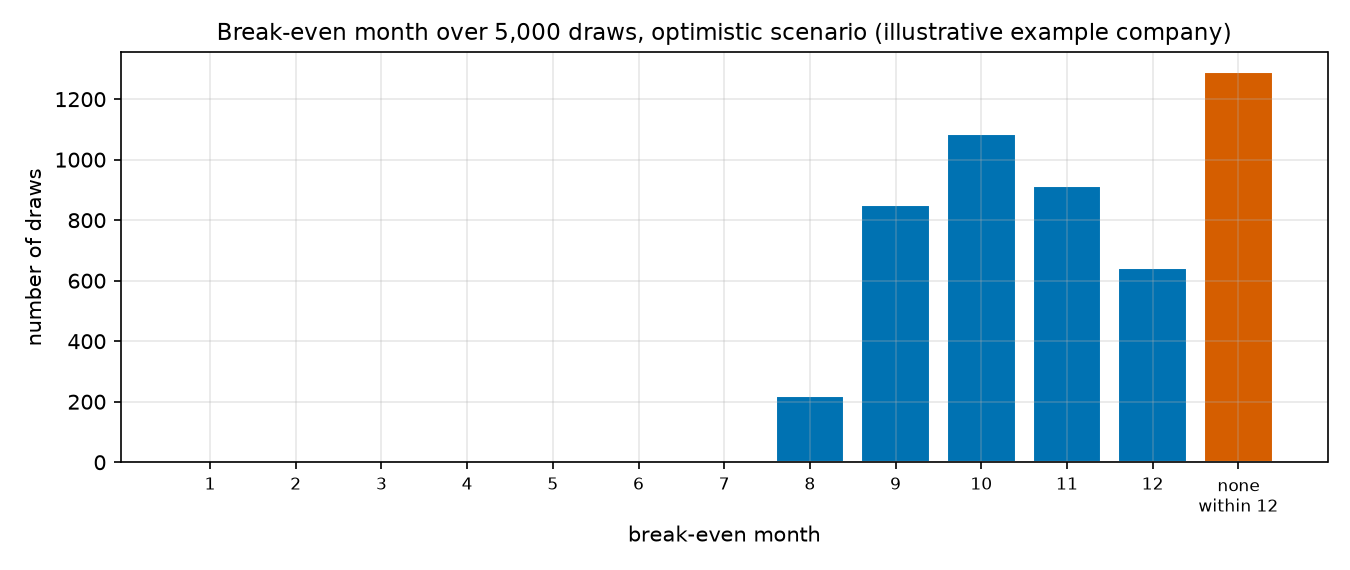 Break-even month over 5,000 draws, optimistic scenario (illustrative example company)
number of draws
1200
1000
800
600
400
200
0
1 2 3 4 5 6 7 8 9 10 11 12 none
within 12
break-even month